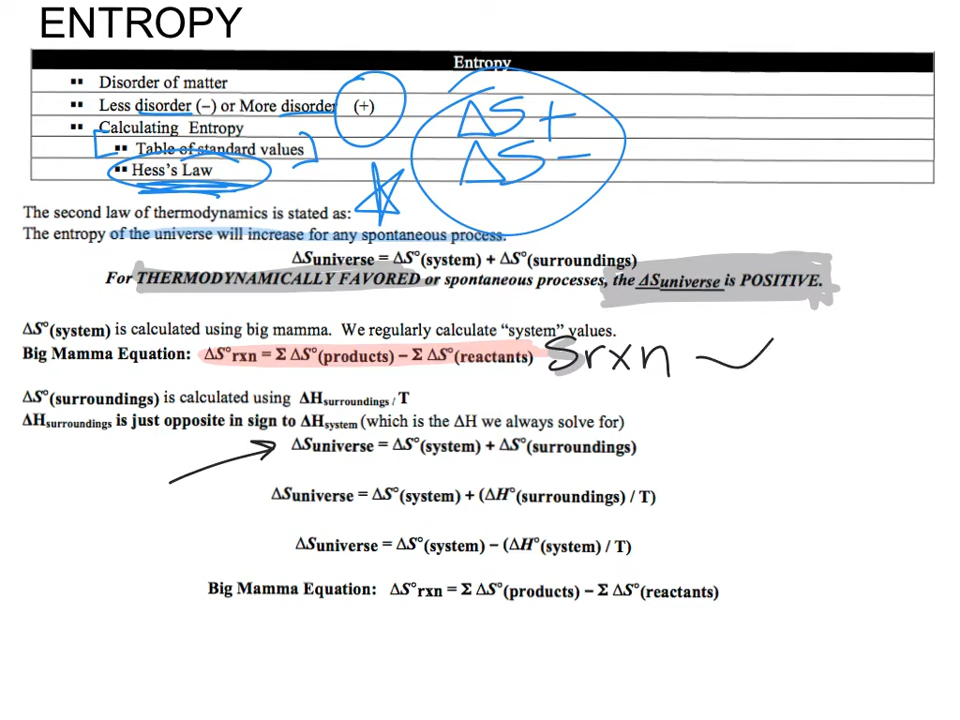 ENTROPY
Entropy
▪▪ Disorder of matter
▪▪ Less disorder (–) or More disorder (+)
▪▪ Calculating Entropy
▪▪ Table of standard values
▪▪ Hess's Law
ΔS+
ΔS–
The second law of thermodynamics is stated as:
The entropy of the universe will increase for any spontaneous process.
ΔSuniverse = ΔS°(system) + ΔS°(surroundings)
For THERMODYNAMICALLY FAVORED or spontaneous processes, the ΔSuniverse is POSITIVE.
ΔS°(system) is calculated using big mamma. We regularly calculate "system" values.
Big Mamma Equation: ΔS°rxn = Σ ΔS°(products) – Σ ΔS°(reactants)
Srxn
ΔS°(surroundings) is calculated using ΔHsurroundings / T
ΔHsurroundings is just opposite in sign to ΔHsystem (which is the ΔH we always solve for)
ΔSuniverse = ΔS°(system) + ΔS°(surroundings)
ΔSuniverse = ΔS°(system) + (ΔH°(surroundings) / T)
ΔSuniverse = ΔS°(system) – (ΔH°(system) / T)
Big Mamma Equation: ΔS°rxn = Σ ΔS°(products) – Σ ΔS°(reactants)